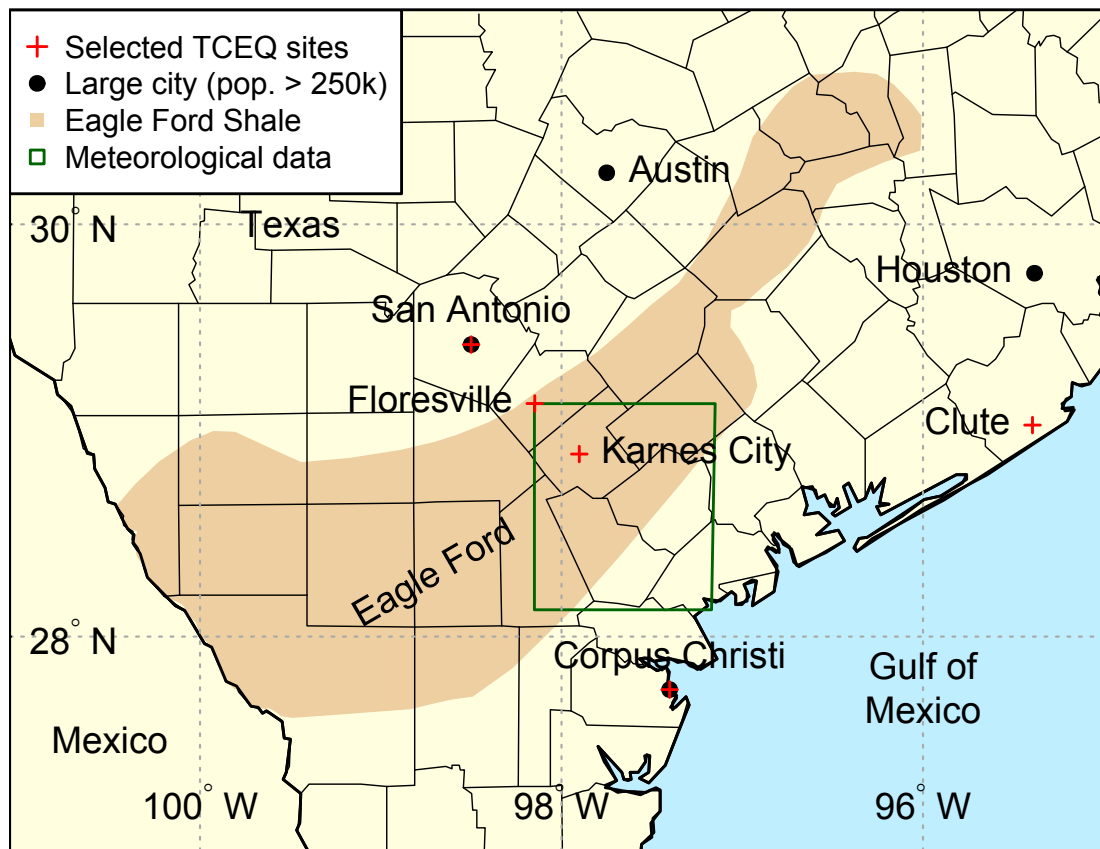 Selected TCEQ sites
Large city (pop. > 250k)
Eagle Ford Shale
Meteorological data
Austin
30° N
Texas
Houston
San Antonio
Floresville
Clute
Karnes City
Eagle Ford
28° N
Corpus Christi
Gulf of
Mexico
Mexico
100° W
98° W
96° W